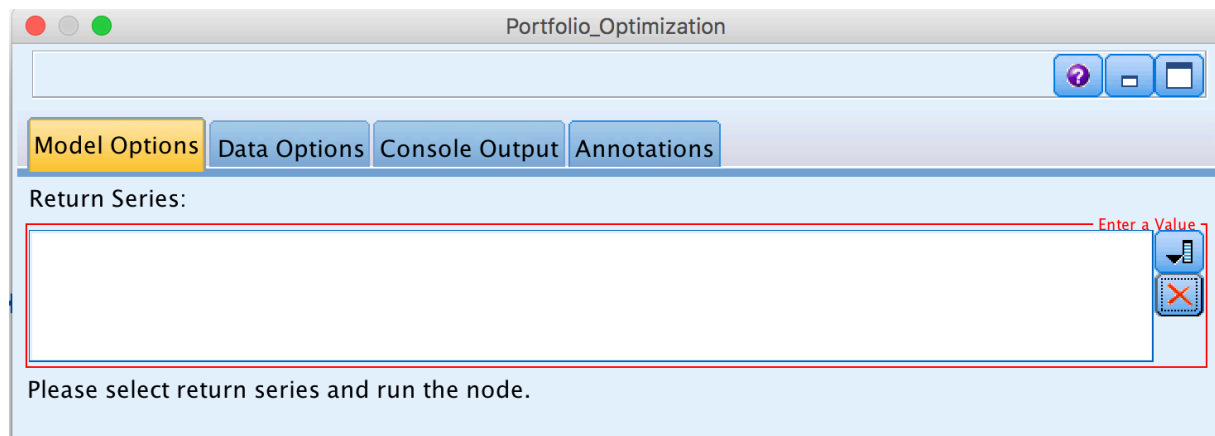 Portfolio_Optimization
?
Model Options Data Options Console Output Annotations
Return Series:
Enter a Value
Please select return series and run the node.